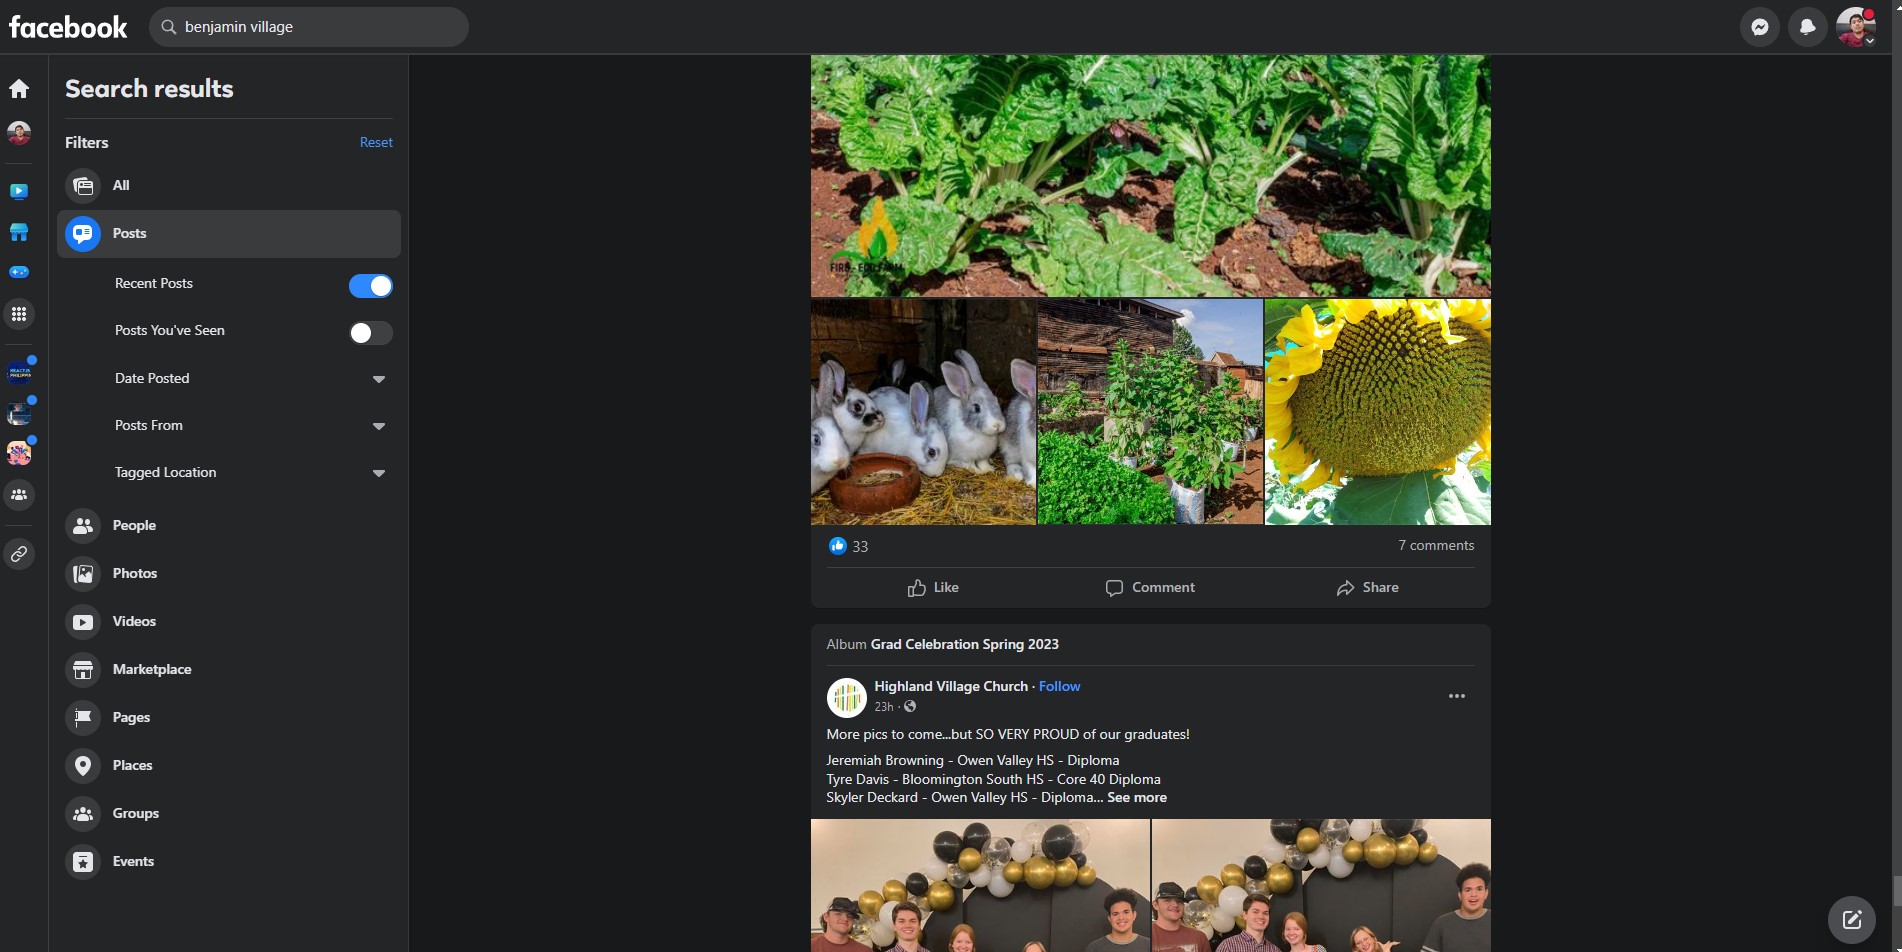 facebook
benjamin village
Search results
Filters
Reset
All
Posts
Recent Posts
Posts You've Seen
Date Posted
Posts From
Tagged Location
People
Photos
Videos
Marketplace
Pages
Places
Groups
Events
33
7 comments
Like
Comment
Share
Album Grad Celebration Spring 2023
Highland Village Church · Follow
23h ·
More pics to come...but SO VERY PROUD of our graduates!
Jeremiah Browning - Owen Valley HS - Diploma
Tyre Davis - Bloomington South HS - Core 40 Diploma
Skyler Deckard - Owen Valley HS - Diploma... See more